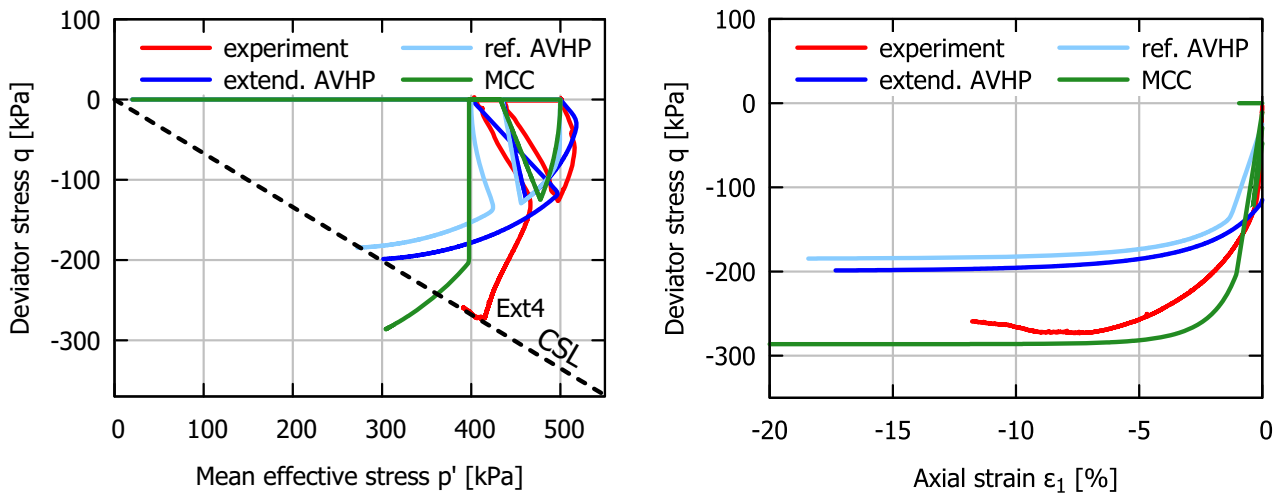 100
0
-100
-200
-300
Deviator stress q [kPa]
experiment
ref. AVHP
extend. AVHP
MCC
Ext4
CSL
0 100 200 300 400 500
Mean effective stress p' [kPa]
100
0
-100
-200
-300
Deviator stress q [kPa]
experiment
ref. AVHP
extend. AVHP
MCC
-20 -15 -10 -5 0
Axial strain ε₁ [%]